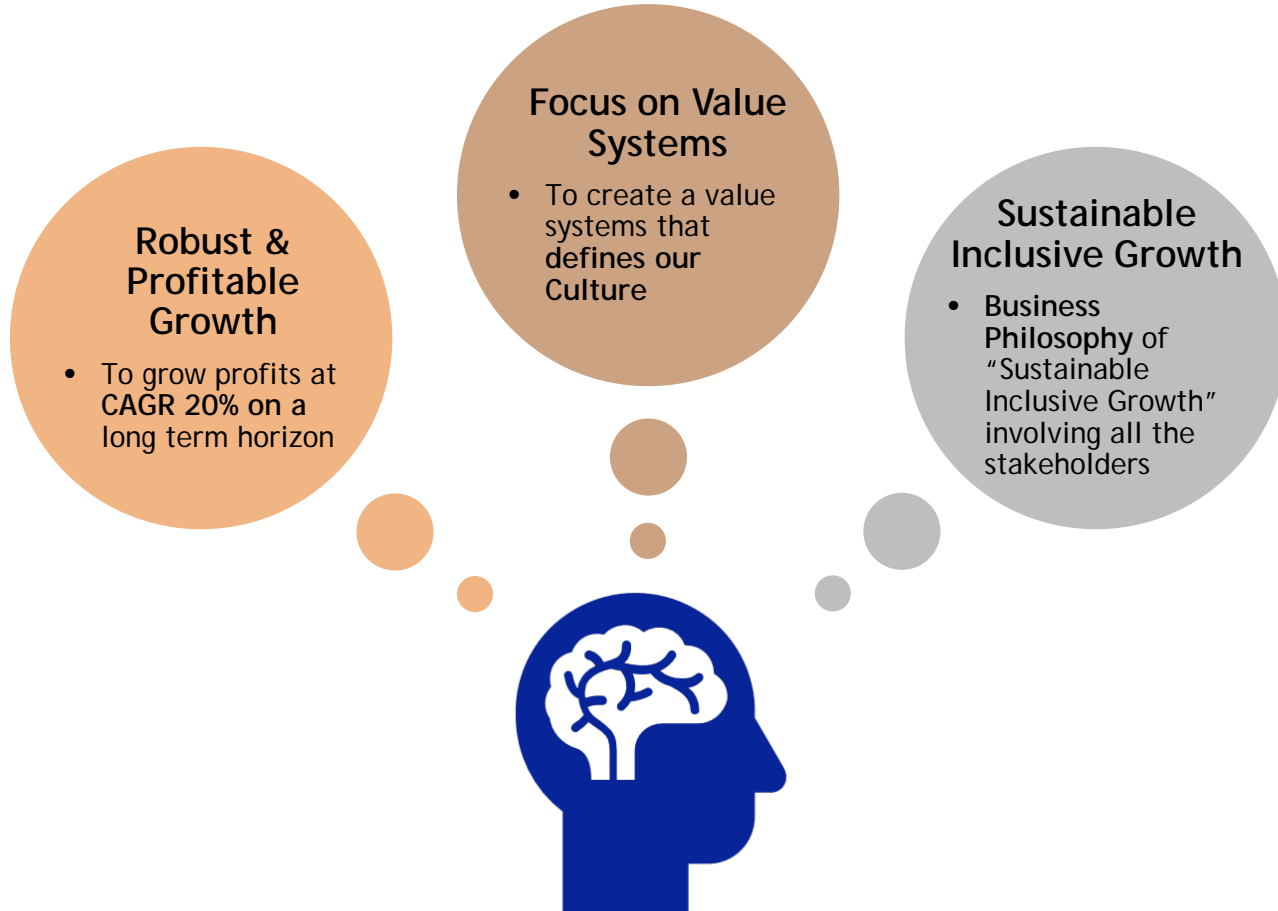 Robust &
Profitable
Growth
• To grow profits at
CAGR 20% on a
long term horizon
Focus on Value
Systems
• To create a value
systems that
defines our
Culture
Sustainable
Inclusive Growth
• Business
Philosophy of
“Sustainable
Inclusive Growth”
involving all the
stakeholders